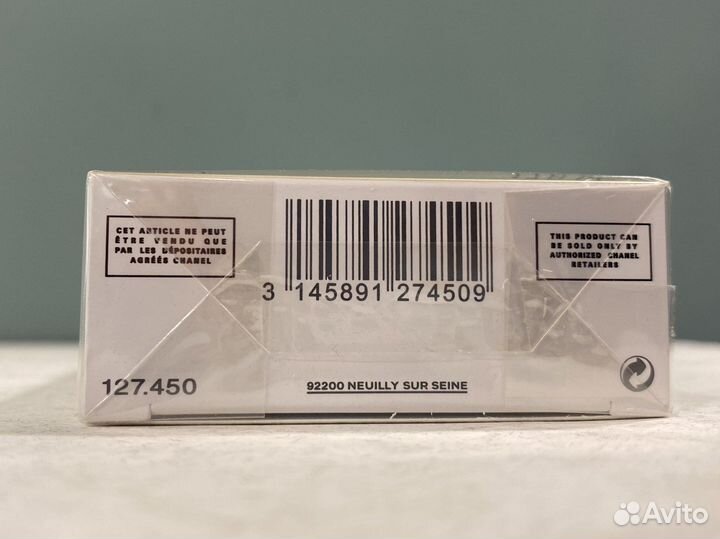 CET ARTICLE NE PEUT
ÊTRE VENDU QUE
PAR LES DÉPOSITAIRES
AGRÉÉS CHANEL
3 145891 274509
THIS PRODUCT CAN
BE SOLD ONLY BY
AUTHORIZED CHANEL
RETAILERS
127.450
92200 NEUILLY SUR SEINE
Avito